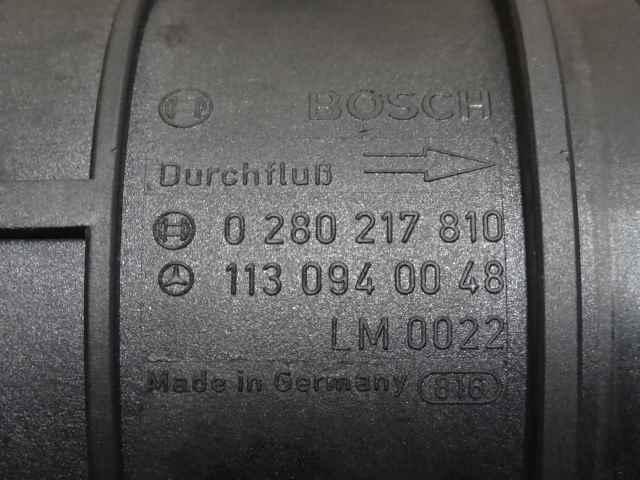 BOSCH
Durchfluß
0 280 217 810
113 094 00 48
LM 0022
Made in Germany 816